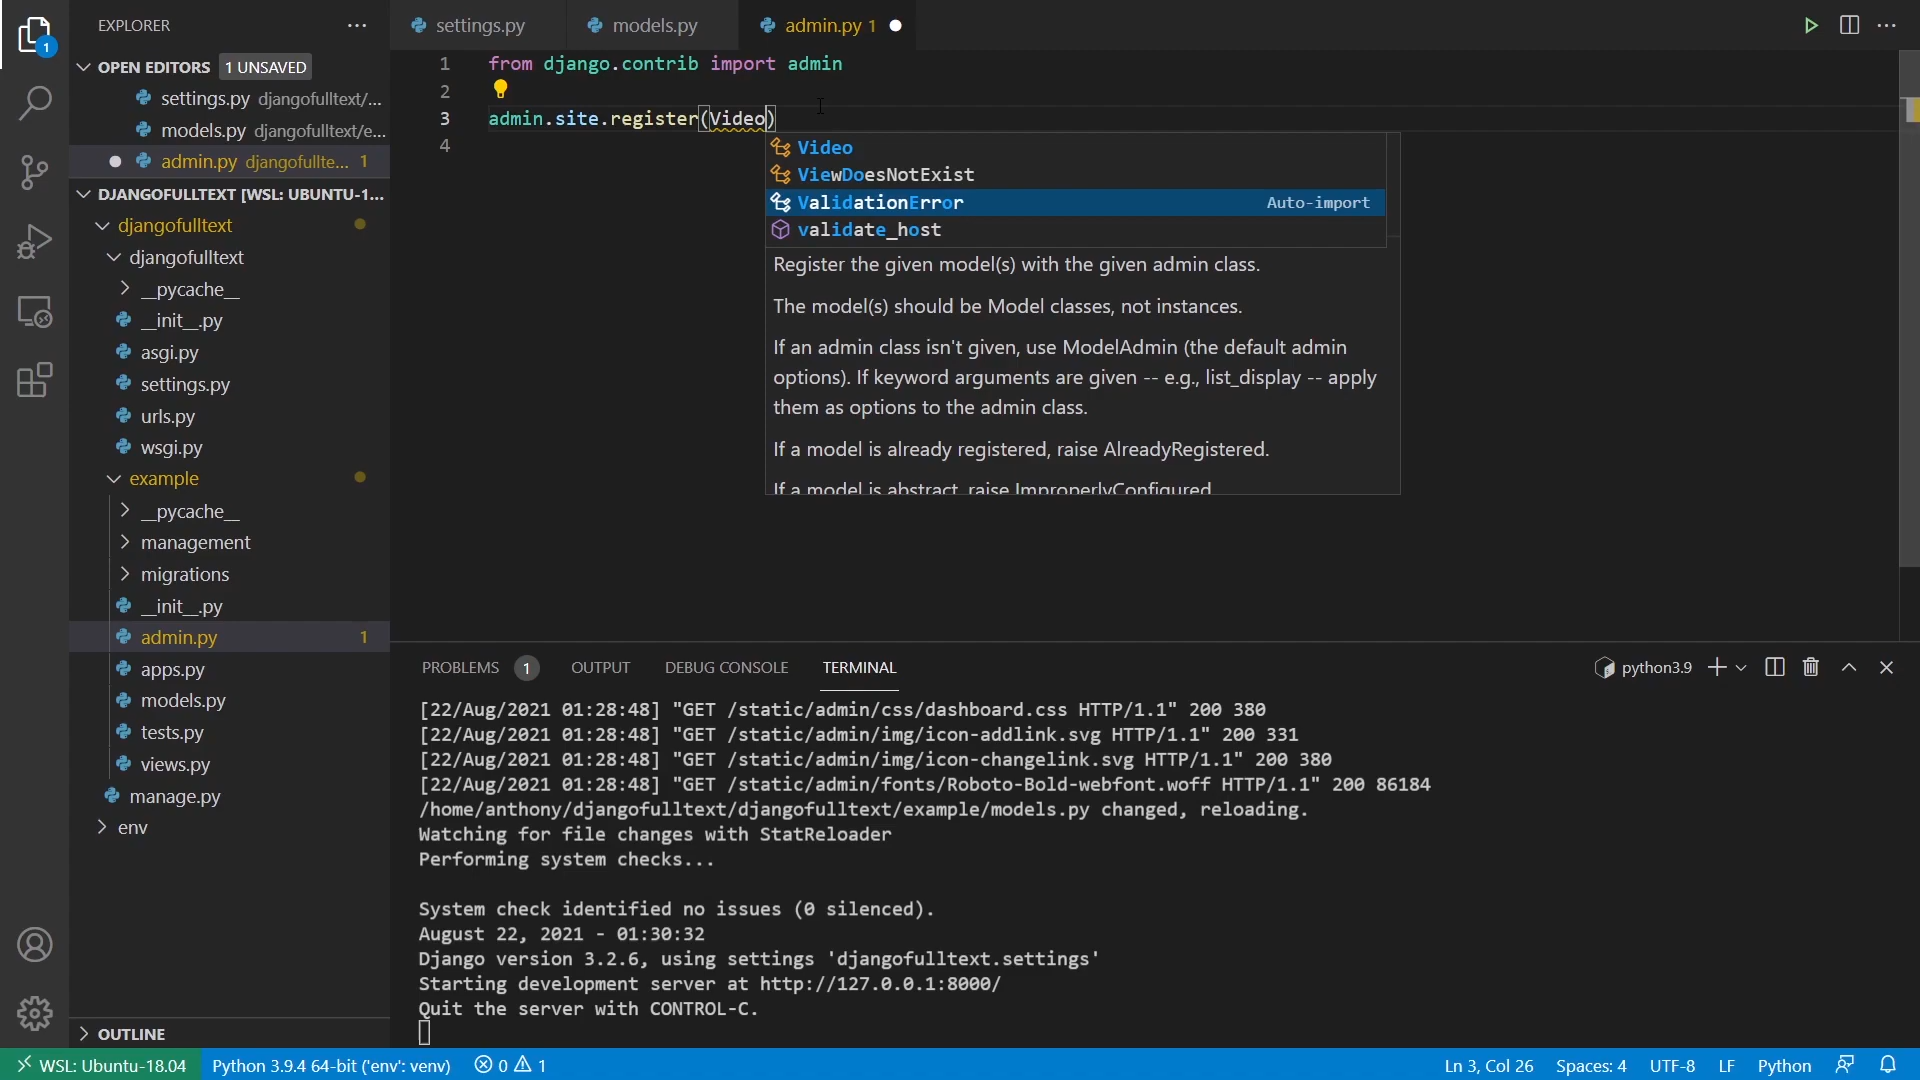 EXPLORER
OPEN EDITORS 1 UNSAVED
settings.py djangofulltext/...
models.py djangofulltext/e...
admin.py djangofullte... 1
DJANGOFULLTEXT [WSL: UBUNTU-1...
djangofulltext
djangofulltext
__pycache__
__init__.py
asgi.py
settings.py
urls.py
wsgi.py
example
__pycache__
management
migrations
__init__.py
admin.py 1
apps.py
models.py
tests.py
views.py
manage.py
env
OUTLINE
1
settings.py models.py admin.py 1
1 from django.contrib import admin
2
3 admin.site.register(Video)
4
Video
ViewDoesNotExist
ValidationError Auto-import
validate_host
Register the given model(s) with the given admin class.
The model(s) should be Model classes, not instances.
If an admin class isn't given, use ModelAdmin (the default admin
options). If keyword arguments are given -- e.g., list_display -- apply
them as options to the admin class.
If a model is already registered, raise AlreadyRegistered.
If a model is abstract, raise ImproperlyConfigured.
PROBLEMS 1 OUTPUT DEBUG CONSOLE TERMINAL python3.9
[22/Aug/2021 01:28:48] "GET /static/admin/css/dashboard.css HTTP/1.1" 200 380
[22/Aug/2021 01:28:48] "GET /static/admin/img/icon-addlink.svg HTTP/1.1" 200 331
[22/Aug/2021 01:28:48] "GET /static/admin/img/icon-changelink.svg HTTP/1.1" 200 380
[22/Aug/2021 01:28:48] "GET /static/admin/fonts/Roboto-Bold-webfont.woff HTTP/1.1" 200 86184
/home/anthony/djangofulltext/djangofulltext/example/models.py changed, reloading.
Watching for file changes with StatReloader
Performing system checks...
System check identified no issues (0 silenced).
August 22, 2021 - 01:30:32
Django version 3.2.6, using settings 'djangofulltext.settings'
Starting development server at http://127.0.0.1:8000/
Quit the server with CONTROL-C.
WSL: Ubuntu-18.04 Python 3.9.4 64-bit ('env': venv) 0 1 Ln 3, Col 26 Spaces: 4 UTF-8 LF Python